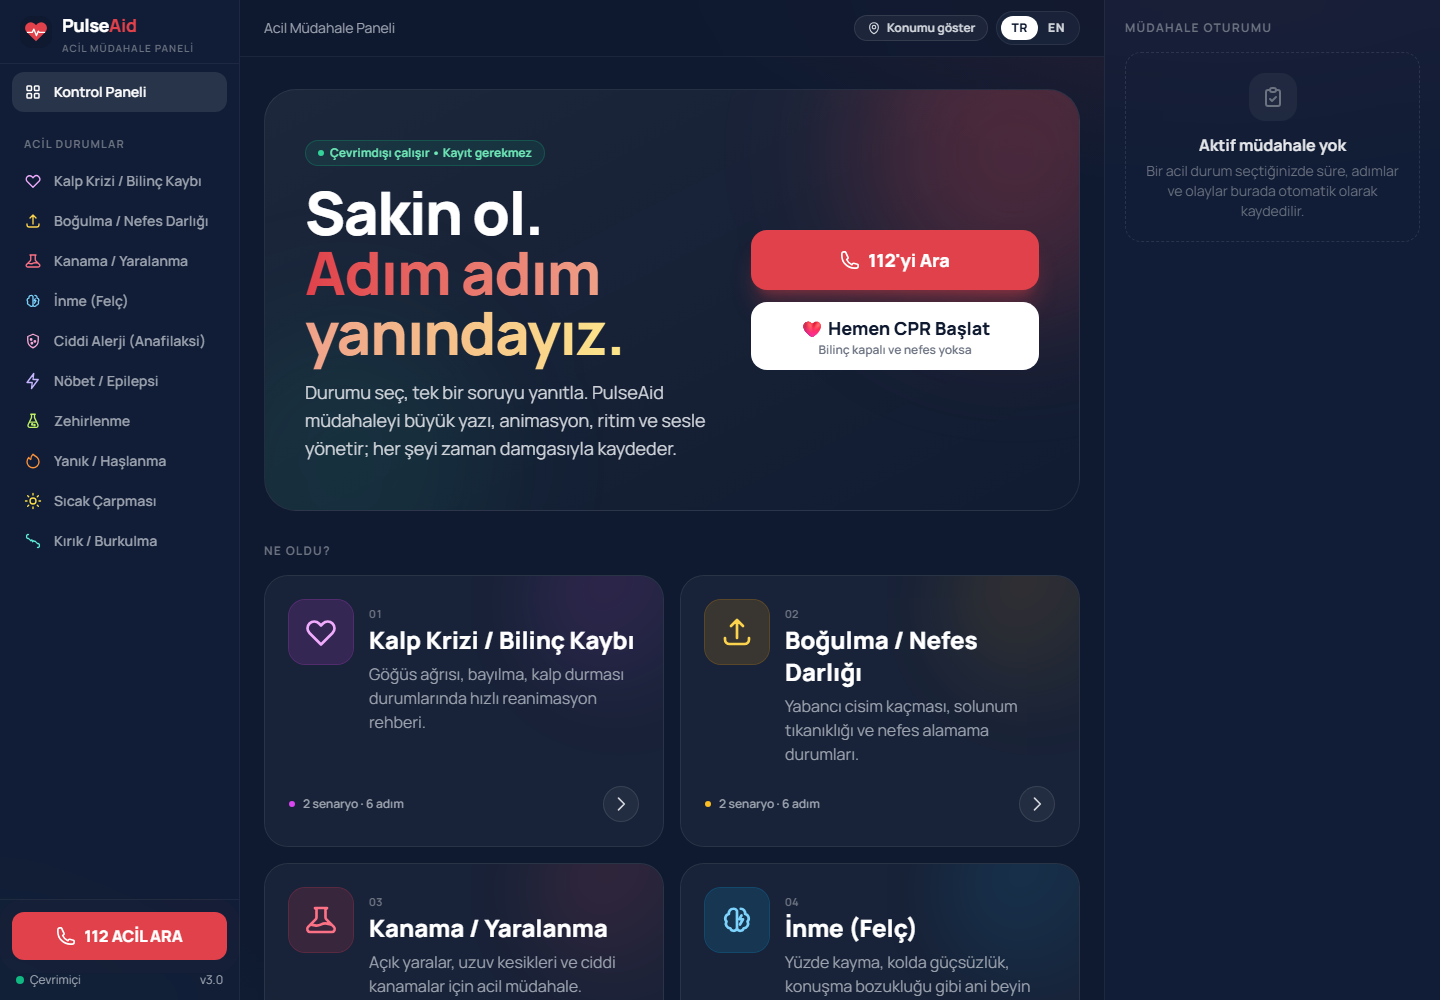 PulseAid
ACİL MÜDAHALE PANELİ
Kontrol Paneli
ACİL DURUMLAR
Kalp Krizi / Bilinç Kaybı
Boğulma / Nefes Darlığı
Kanama / Yaralanma
İnme (Felç)
Ciddi Alerji (Anafilaksi)
Nöbet / Epilepsi
Zehirlenme
Yanık / Haşlanma
Sıcak Çarpması
Kırık / Burkulma
112 ACİL ARA
Çevrimiçi
v3.0
Acil Müdahale Paneli
Konumu göster
TR
EN
Çevrimdışı çalışır • Kayıt gerekmez
Sakin ol.
Adım adım
yanındayız.
Durumu seç, tek bir soruyu yanıtla. PulseAid
müdahaleyi büyük yazı, animasyon, ritim ve sesle
yönetir; her şeyi zaman damgasıyla kaydeder.
112'yi Ara
Hemen CPR Başlat
Bilinç kapalı ve nefes yoksa
NE OLDU?
01
Kalp Krizi / Bilinç Kaybı
Göğüs ağrısı, bayılma, kalp durması
durumlarında hızlı reanimasyon
rehberi.
2 senaryo · 6 adım
02
Boğulma / Nefes
Darlığı
Yabancı cisim kaçması, solunum
tıkanıklığı ve nefes alamama
durumları.
2 senaryo · 6 adım
03
Kanama / Yaralanma
Açık yaralar, uzuv kesikleri ve ciddi
kanamalar için acil müdahale.
04
İnme (Felç)
Yüzde kayma, kolda güçsüzlük,
konuşma bozukluğu gibi ani beyin
MÜDAHALE OTURUMU
Aktif müdahale yok
Bir acil durum seçtiğinizde süre, adımlar
ve olaylar burada otomatik olarak
kaydedilir.